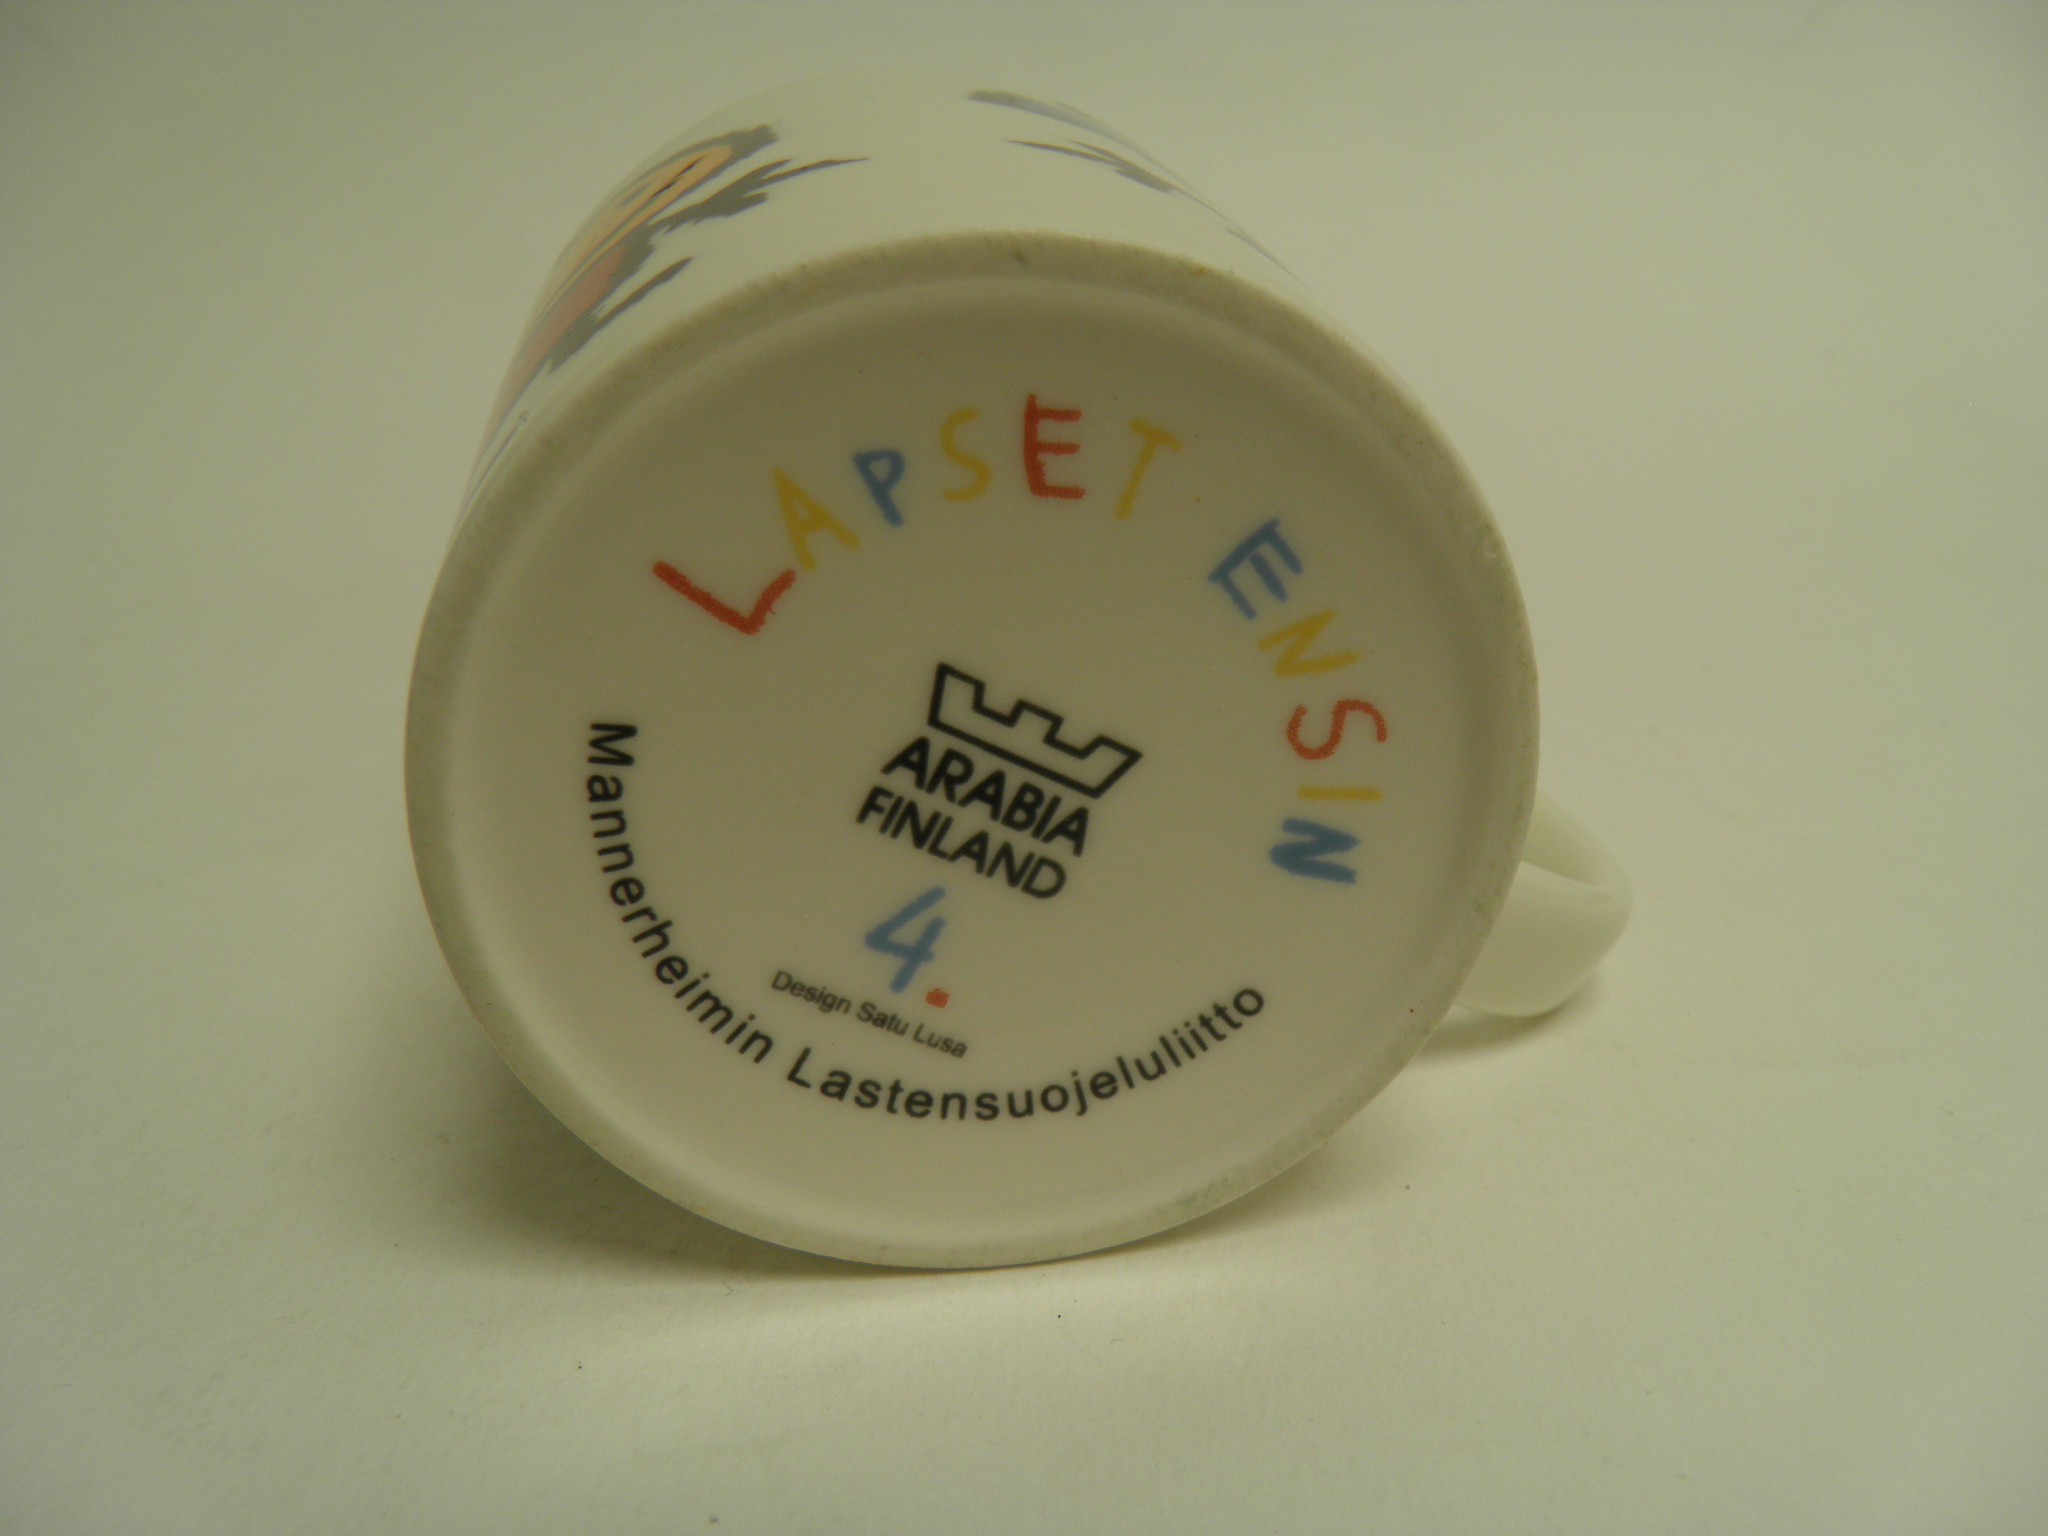 LAPSET ENSIN
ARABIA
FINLAND
4.
Design Satu Lusa
Mannerheimin Lastensuojeluliitto